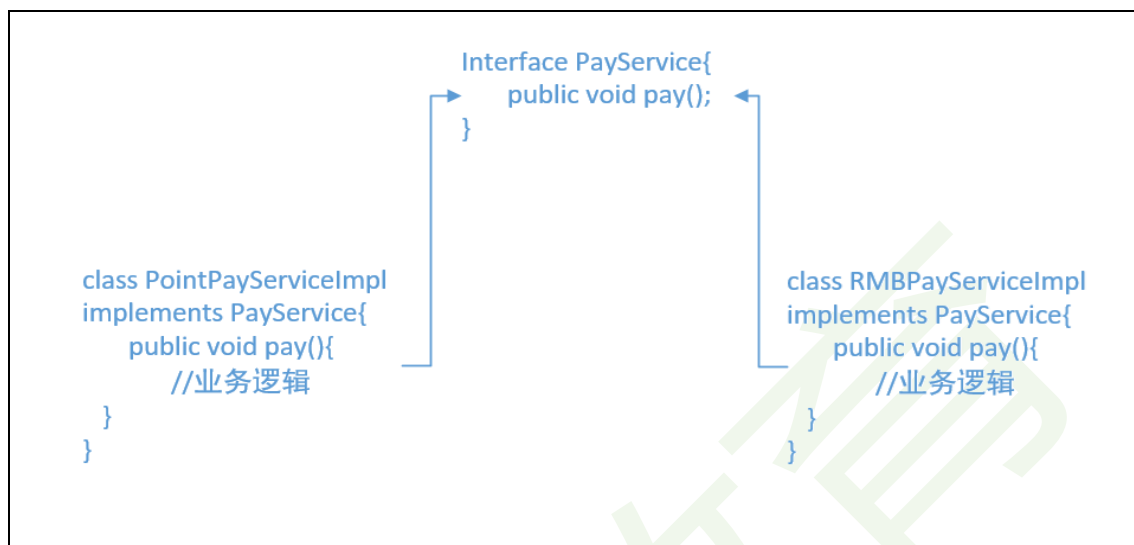 Interface PayService{
public void pay();
}
class PointPayServiceImpl
implements PayService{
public void pay(){
//业务逻辑
}
}
class RMBPayServiceImpl
implements PayService{
public void pay(){
//业务逻辑
}
}
育